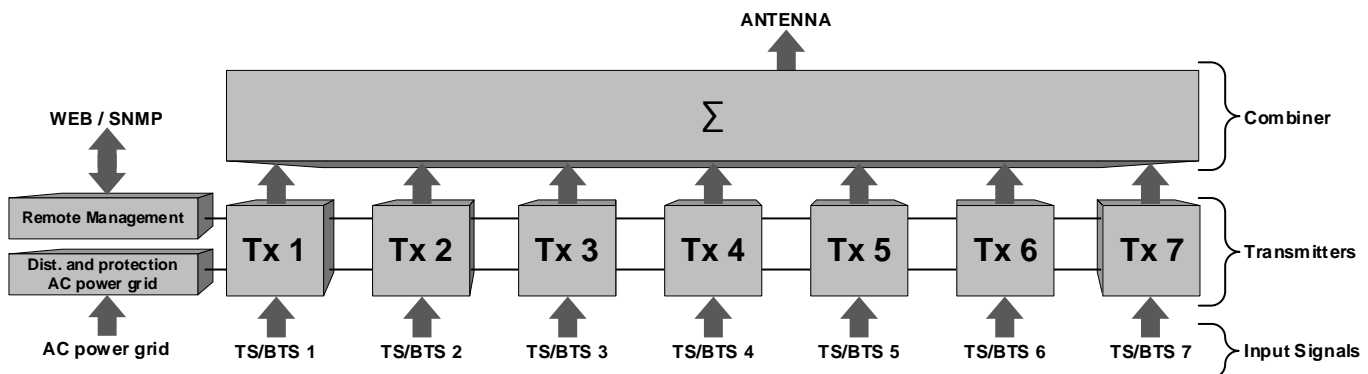 ANTENNA
∑
Combiner
WEB / SNMP
Remote Management
Dist. and protection
AC power grid
Tx 1
Tx 2
Tx 3
Tx 4
Tx 5
Tx 6
Tx 7
Transmitters
AC power grid
TS/BTS 1
TS/BTS 2
TS/BTS 3
TS/BTS 4
TS/BTS 5
TS/BTS 6
TS/BTS 7
Input Signals